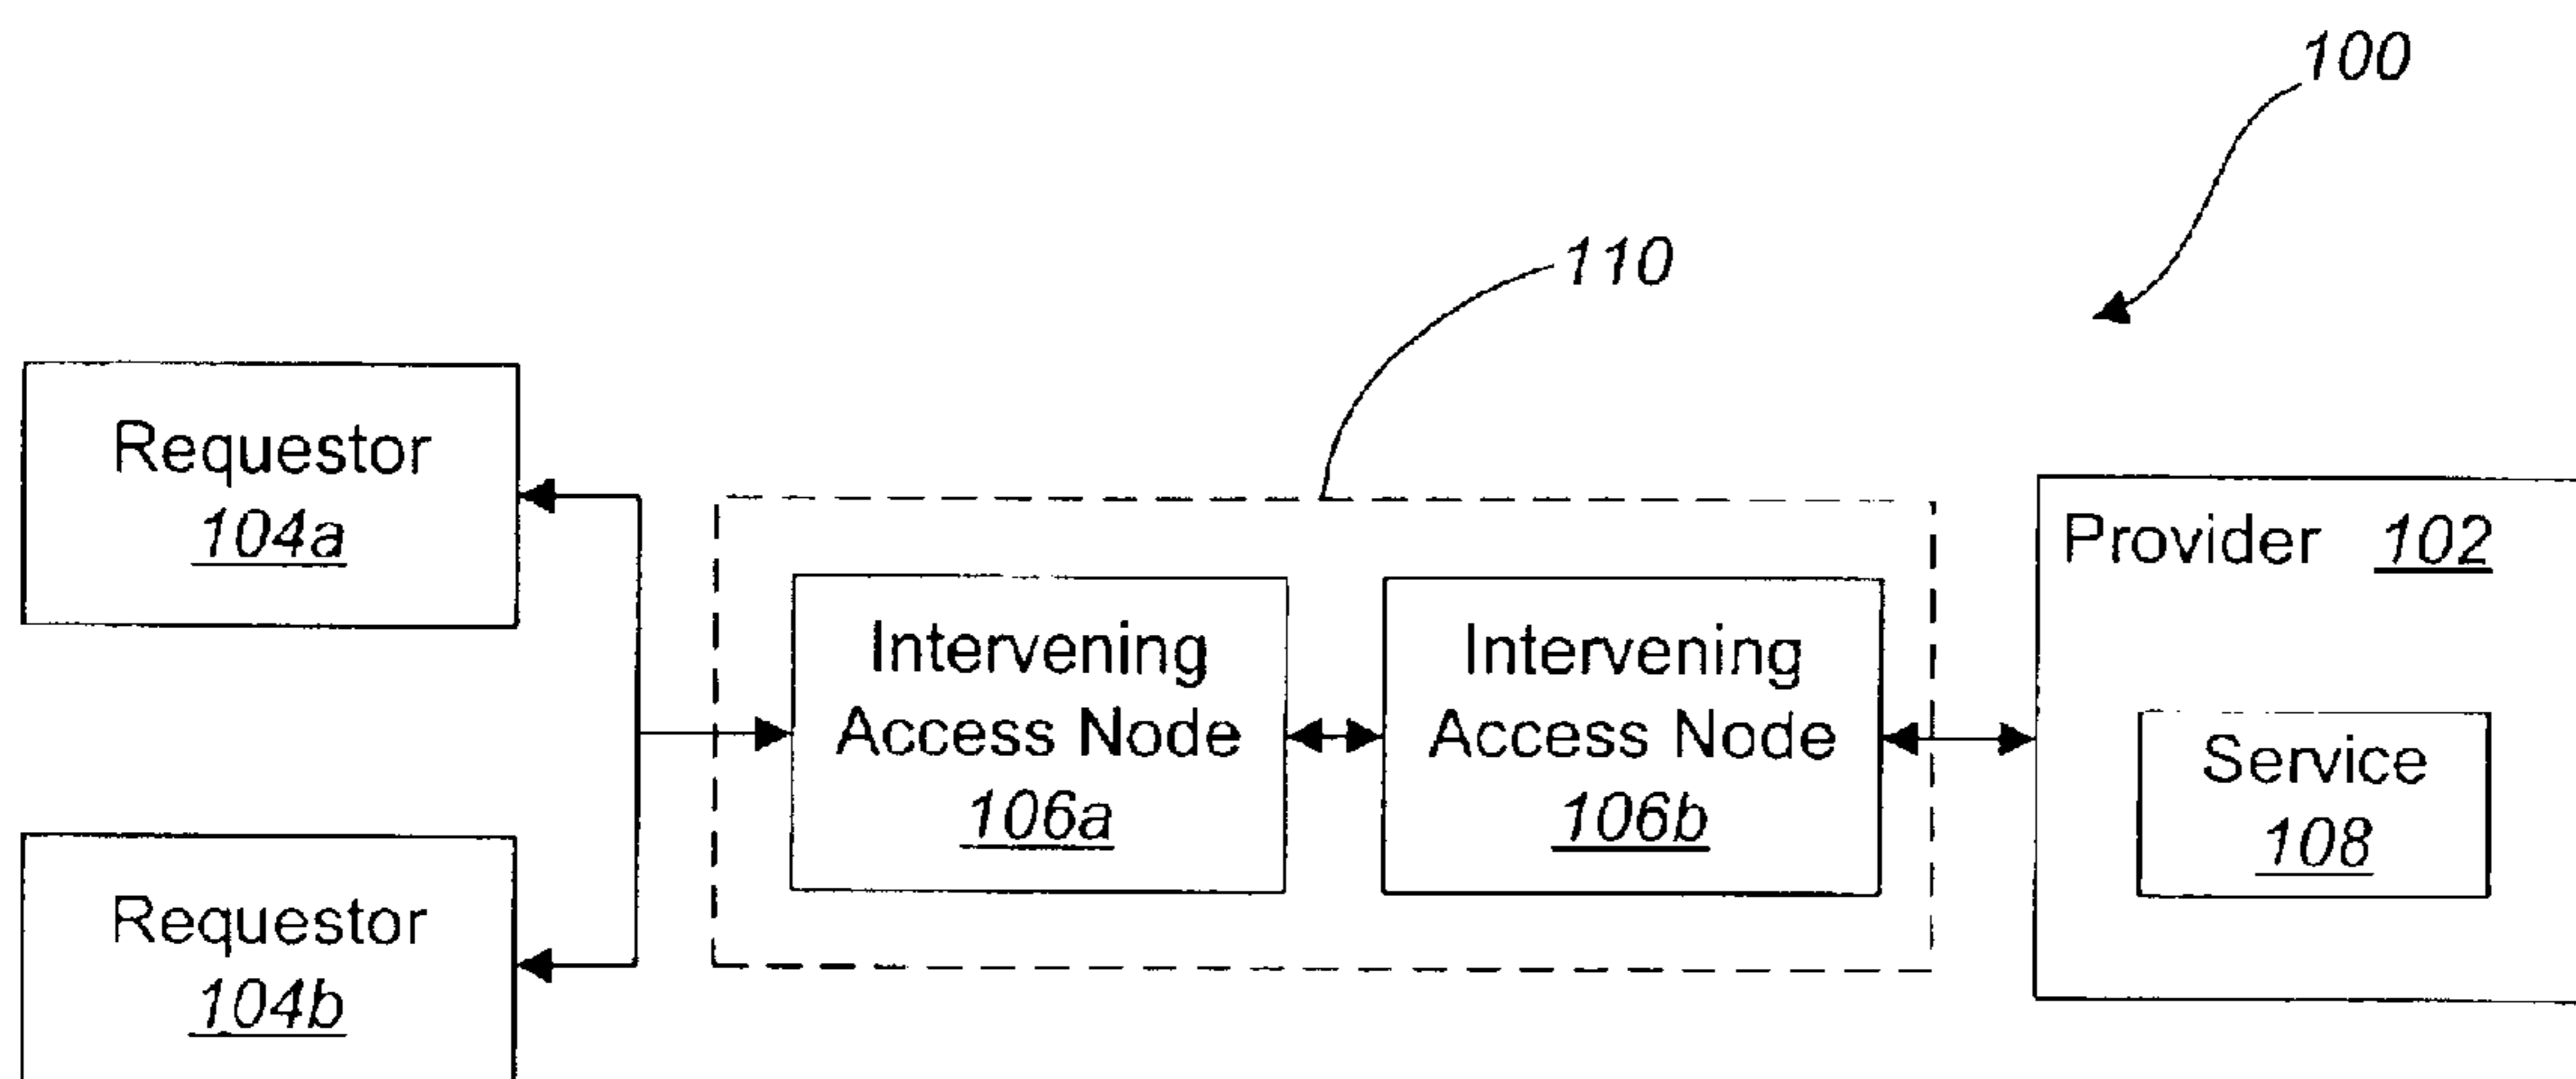 100
110
Requestor
104a
Provider 102
Intervening
Access Node
106a
Intervening
Access Node
106b
Service
108
Requestor
104b